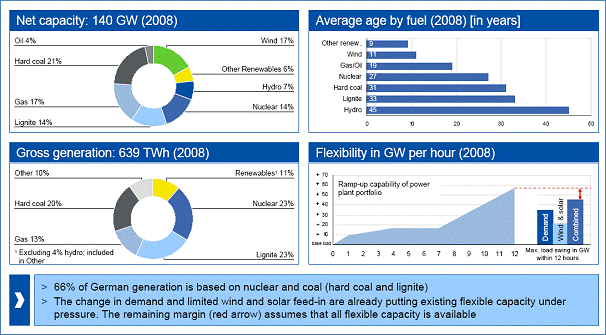 Net capacity: 140 GW (2008)
Oil 4%
Wind 17%
Hard coal 21%
Other Renewables 6%
Hydro 7%
Gas 17%
Nuclear 14%
Lignite 14%
Average age by fuel (2008) [in years]
Other renew. 9
Wind 11
Gas/Oil 19
Nuclear 27
Hard coal 31
Lignite 33
Hydro 45
0 10 20 30 40 50
Gross generation: 639 TWh (2008)
Other 10%
Renewables¹ 11%
Hard coal 20%
Nuclear 23%
Gas 13%
Lignite 23%
¹ Excluding 4% hydro; included
in Other
Flexibility in GW per hour (2008)
+ 70
+ 60
+ 50
+ 40
+ 30
+ 20
+ 10
base load
0 1 2 3 4 5 6 7 8 9 10 11 12
Ramp-up capability of power
plant portfolio
Demand
Wind & solar
Combined
Max. load swing in GW
within 12 hours
> 66% of German generation is based on nuclear and coal (hard coal and lignite)
> The change in demand and limited wind and solar feed-in are already putting existing flexible capacity under
pressure. The remaining margin (red arrow) assumes that all flexible capacity is available